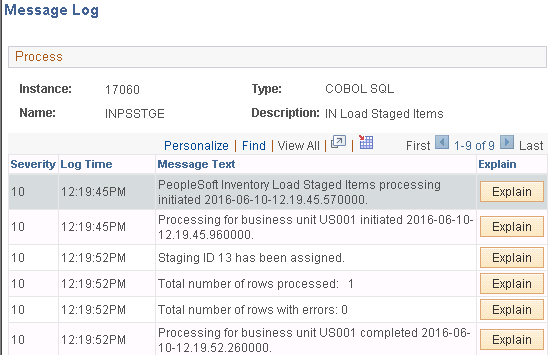 Message Log
Process
Instance: 17060 Type: COBOL SQL
Name: INPSSTGE Description: IN Load Staged Items
Personalize | Find | View All | | First 1-9 of 9 Last
Severity Log Time Message Text Explain
10 12:19:45PM PeopleSoft Inventory Load Staged Items processing
initiated 2016-06-10-12.19.45.570000. Explain
10 12:19:45PM Processing for business unit US001 initiated 2016-06-10-
12.19.45.960000. Explain
10 12:19:52PM Staging ID 13 has been assigned. Explain
10 12:19:52PM Total number of rows processed: 1 Explain
10 12:19:52PM Total number of rows with errors: 0 Explain
10 12:19:52PM Processing for business unit US001 completed 2016-06-
10-12.19.52.260000. Explain